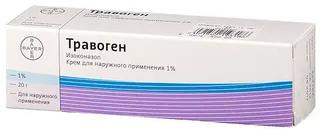 Травоген
Изоконазол
Крем для наружного применения 1%
BAYER
1%
20 г
Для наружного
применения